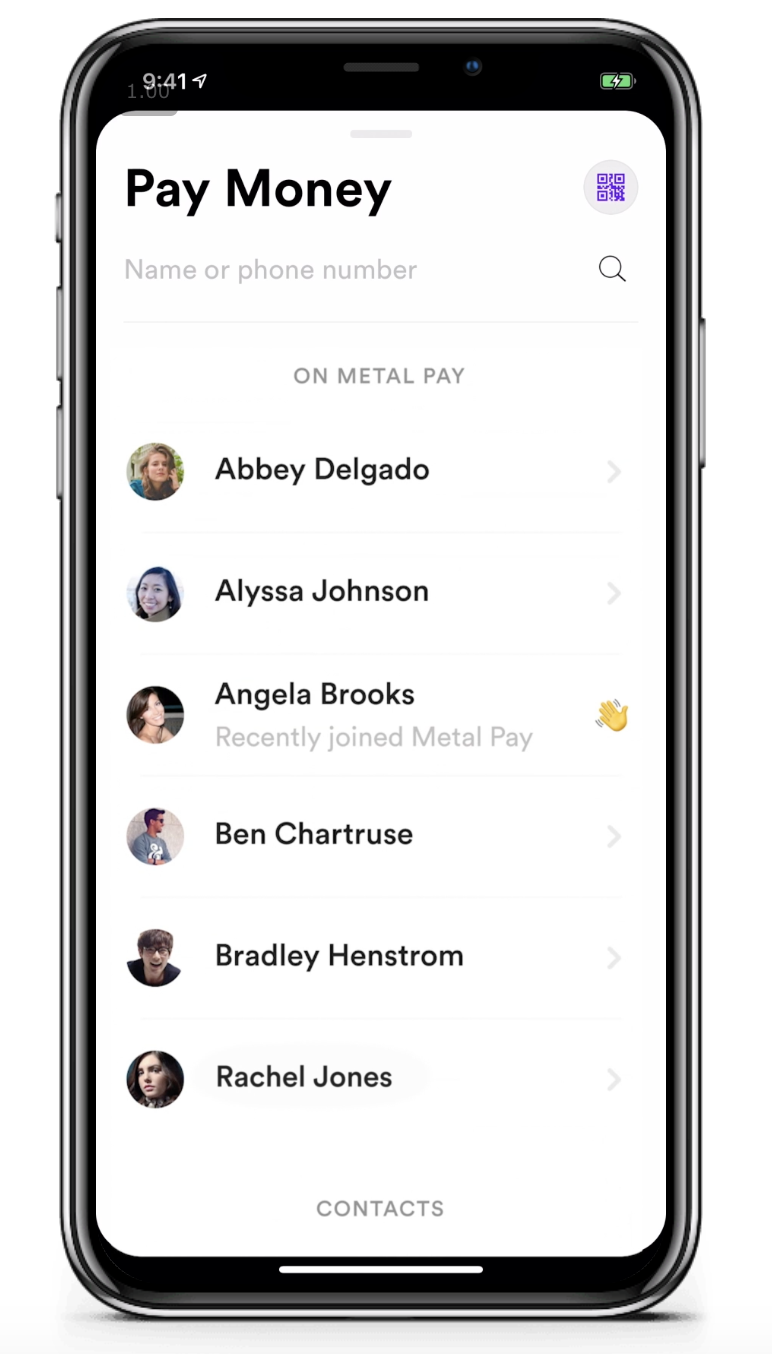 9:41
1.00
Pay Money
Name or phone number
ON METAL PAY
Abbey Delgado
Alyssa Johnson
Angela Brooks
Recently joined Metal Pay
Ben Chartruse
Bradley Henstrom
Rachel Jones
CONTACTS